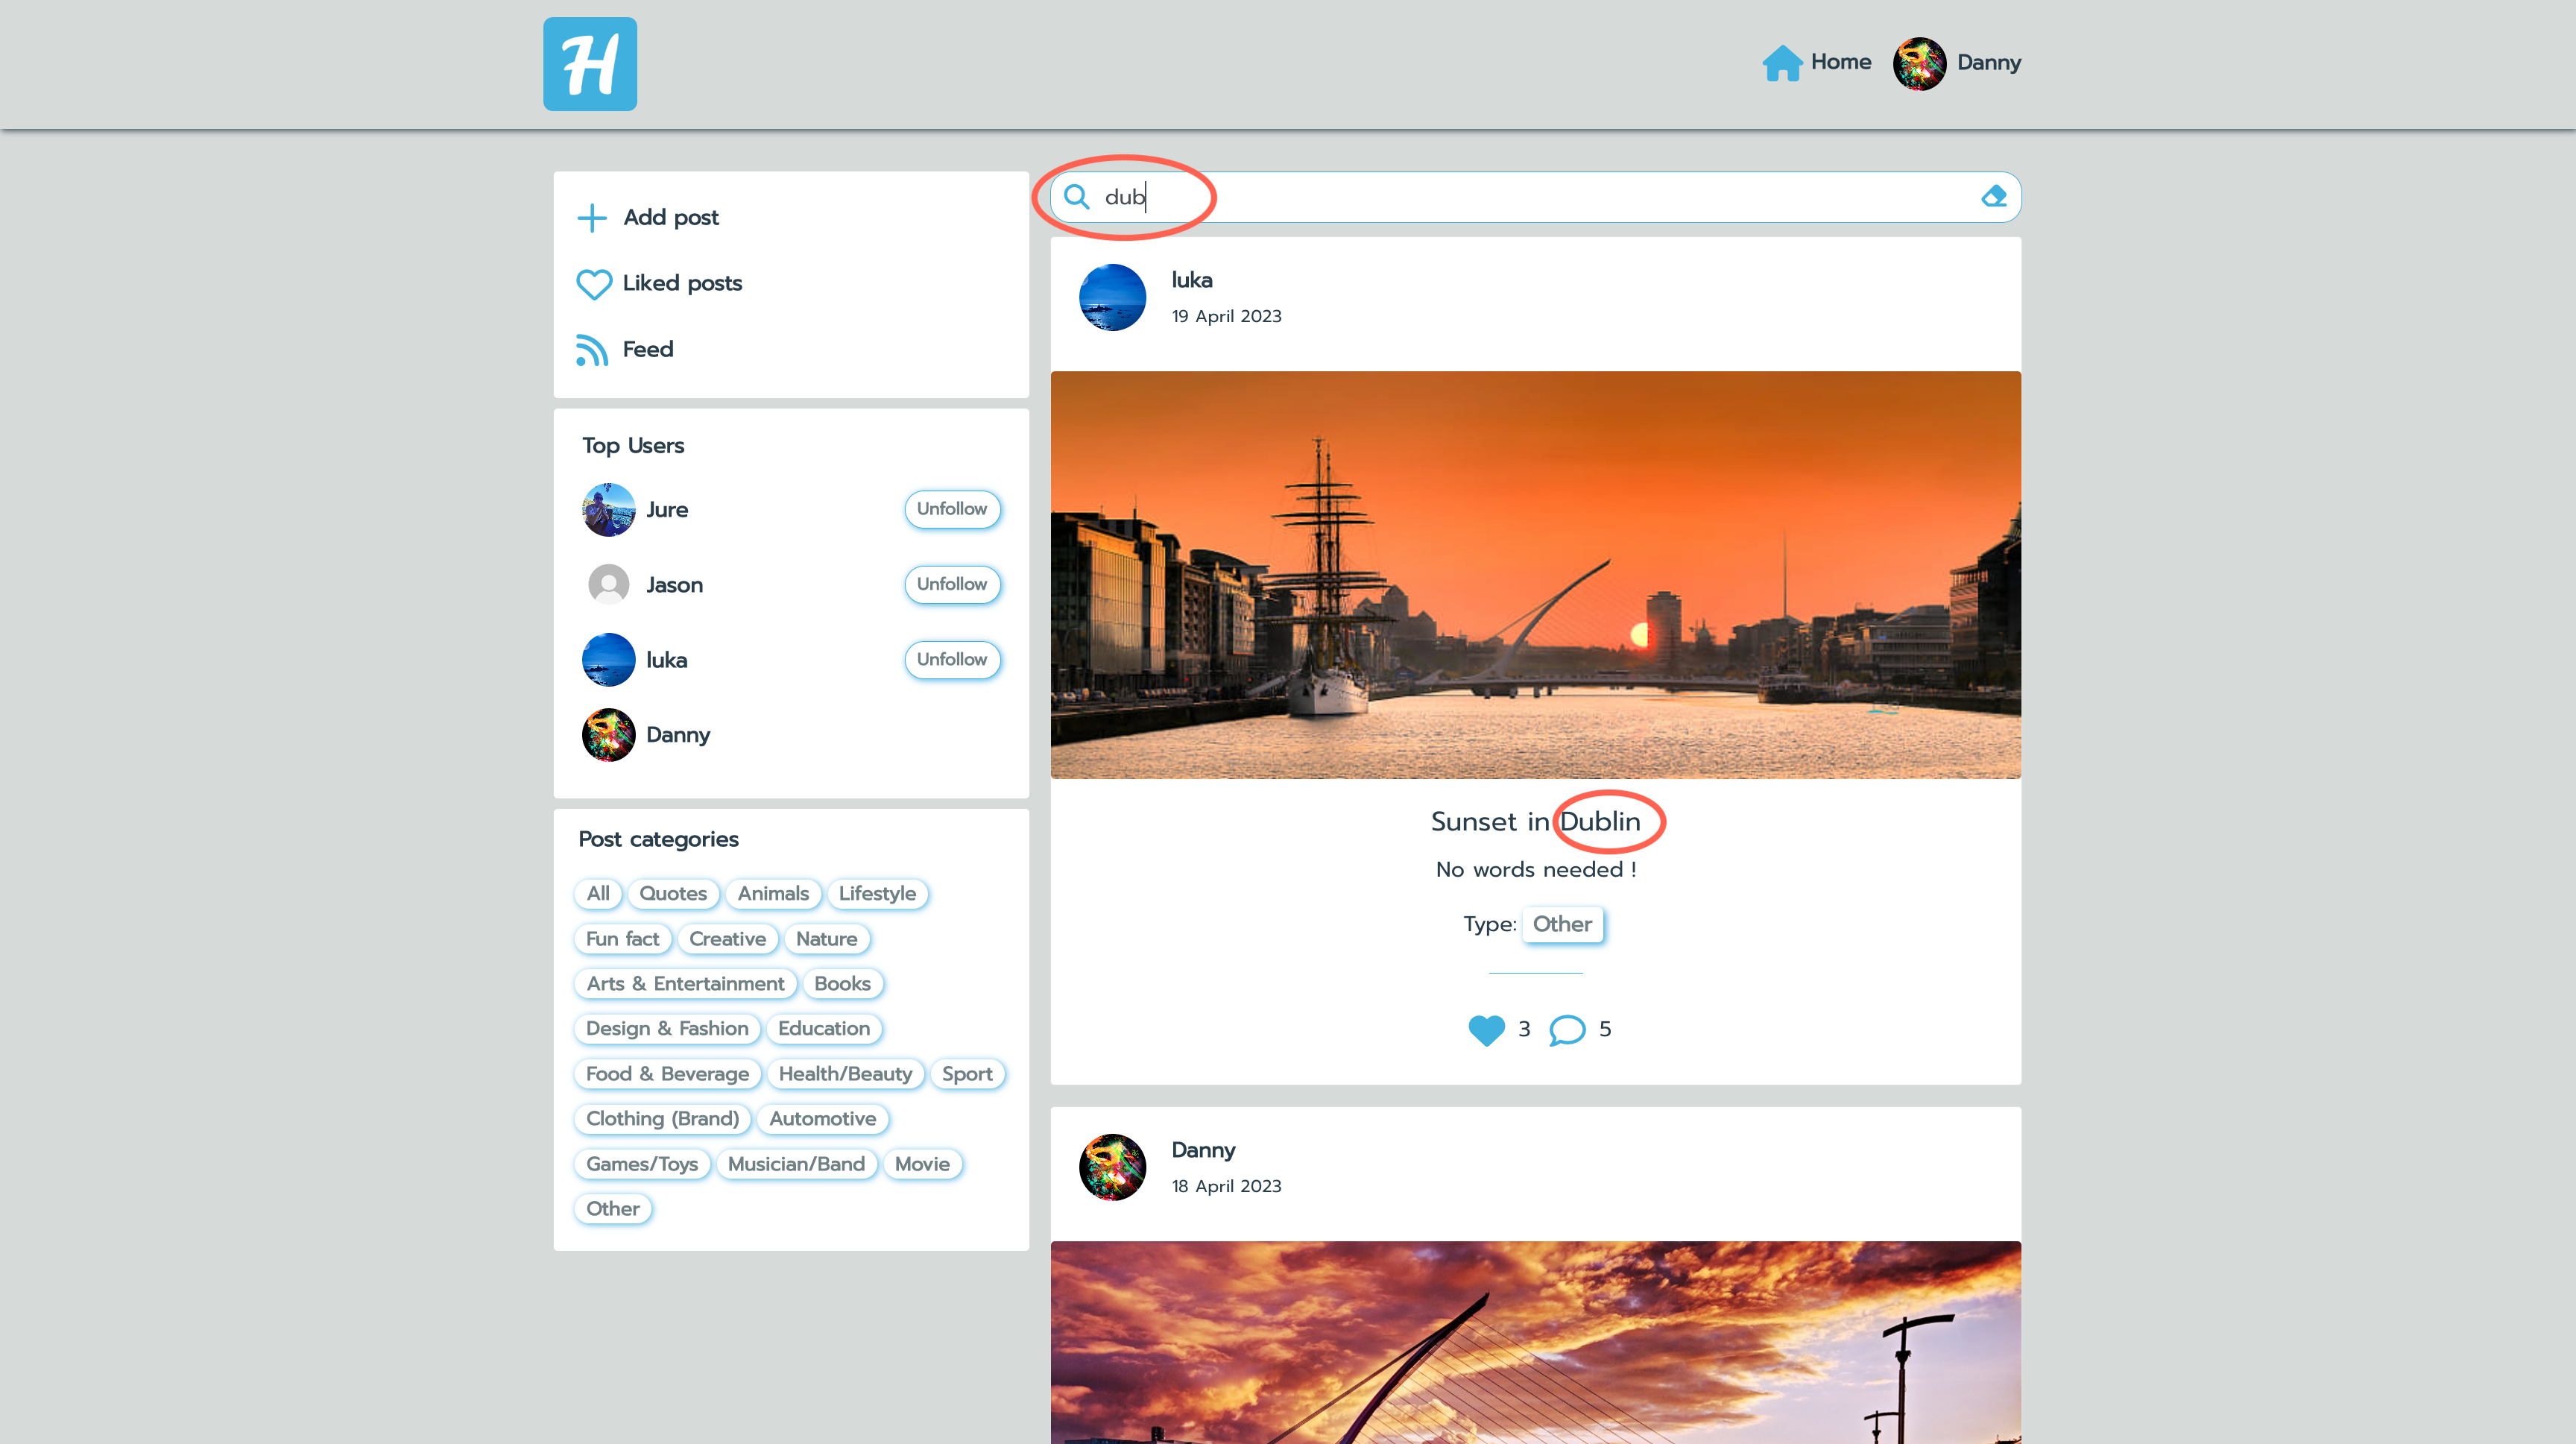 H
Home Danny
Add post
Liked posts
Feed
Top Users
Jure Unfollow
Jason Unfollow
luka Unfollow
Danny
Post categories
All Quotes Animals Lifestyle
Fun fact Creative Nature
Arts & Entertainment Books
Design & Fashion Education
Food & Beverage Health/Beauty Sport
Clothing (Brand) Automotive
Games/Toys Musician/Band Movie
Other
dub
luka
19 April 2023
Sunset in Dublin
No words needed !
Type: Other
3 5
Danny
18 April 2023